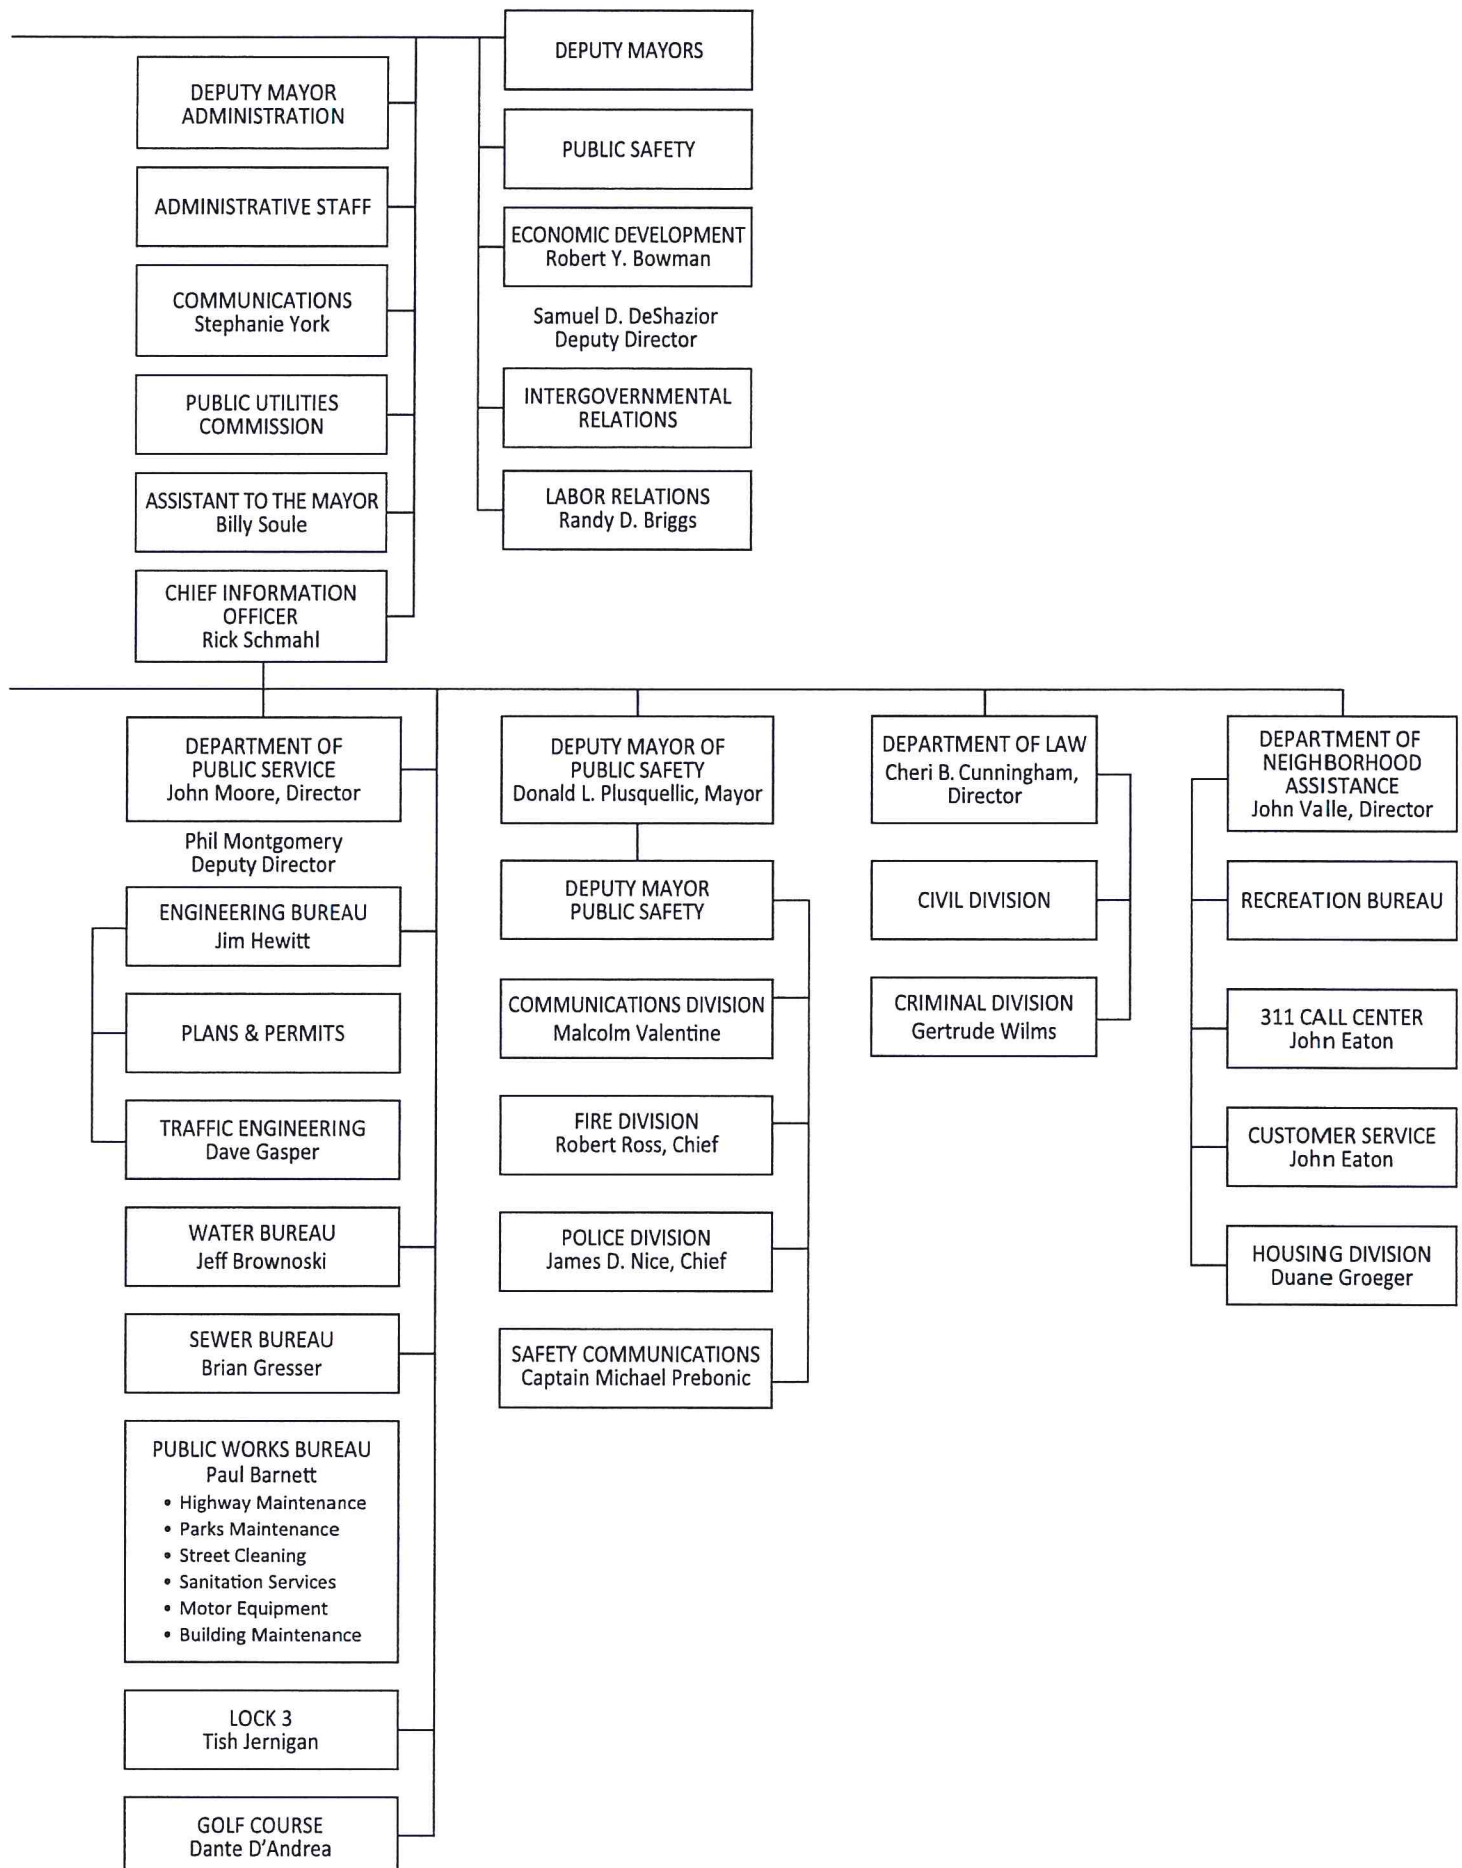 DEPUTY MAYOR
ADMINISTRATION
ADMINISTRATIVE STAFF
COMMUNICATIONS
Stephanie York
PUBLIC UTILITIES
COMMISSION
ASSISTANT TO THE MAYOR
Billy Soule
CHIEF INFORMATION
OFFICER
Rick Schmahl
DEPUTY MAYORS
PUBLIC SAFETY
ECONOMIC DEVELOPMENT
Robert Y. Bowman
Samuel D. DeShazior
Deputy Director
INTERGOVERNMENTAL
RELATIONS
LABOR RELATIONS
Randy D. Briggs
DEPARTMENT OF
PUBLIC SERVICE
John Moore, Director
Phil Montgomery
Deputy Director
ENGINEERING BUREAU
Jim Hewitt
PLANS & PERMITS
TRAFFIC ENGINEERING
Dave Gasper
WATER BUREAU
Jeff Brownoski
SEWER BUREAU
Brian Gresser
PUBLIC WORKS BUREAU
Paul Barnett
• Highway Maintenance
• Parks Maintenance
• Street Cleaning
• Sanitation Services
• Motor Equipment
• Building Maintenance
LOCK 3
Tish Jernigan
GOLF COURSE
Dante D'Andrea
DEPUTY MAYOR OF
PUBLIC SAFETY
Donald L. Plusquellic, Mayor
DEPUTY MAYOR
PUBLIC SAFETY
COMMUNICATIONS DIVISION
Malcolm Valentine
FIRE DIVISION
Robert Ross, Chief
POLICE DIVISION
James D. Nice, Chief
SAFETY COMMUNICATIONS
Captain Michael Prebonic
DEPARTMENT OF LAW
Cheri B. Cunningham,
Director
CIVIL DIVISION
CRIMINAL DIVISION
Gertrude Wilms
DEPARTMENT OF
NEIGHBORHOOD
ASSISTANCE
John Valle, Director
RECREATION BUREAU
311 CALL CENTER
John Eaton
CUSTOMER SERVICE
John Eaton
HOUSING DIVISION
Duane Groeger